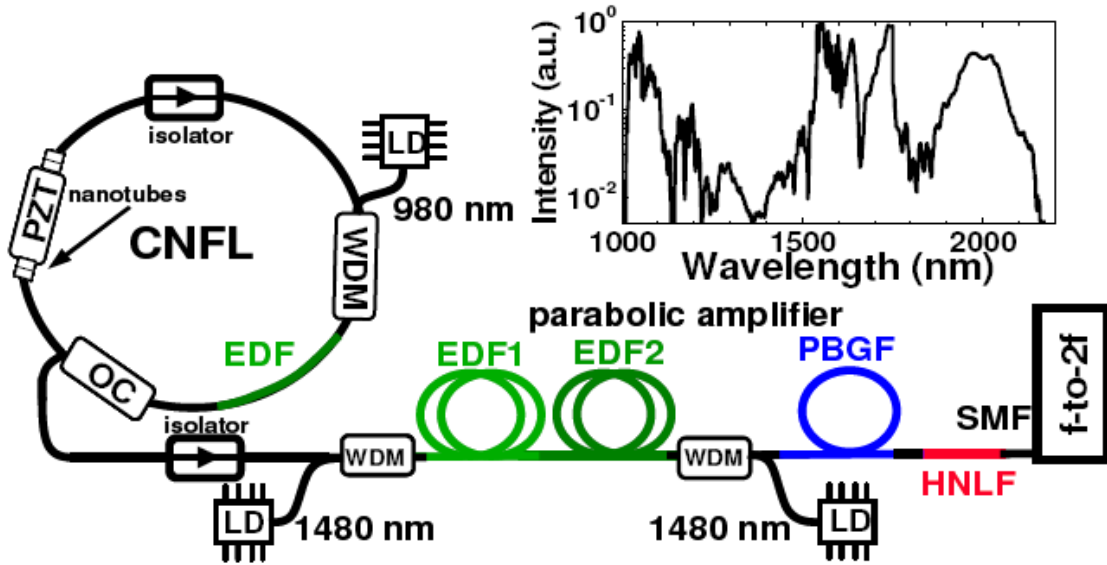 isolator
LD
980 nm
PZT
nanotubes
CNFL
WDM
EDF
OC
isolator
WDM
LD
1480 nm
parabolic amplifier
EDF1
EDF2
WDM
1480 nm
LD
PBGF
HNLF
SMF
f-to-2f
Intensity (a.u.)
10^0
10^-1
10^-2
1000 1500 2000
Wavelength (nm)